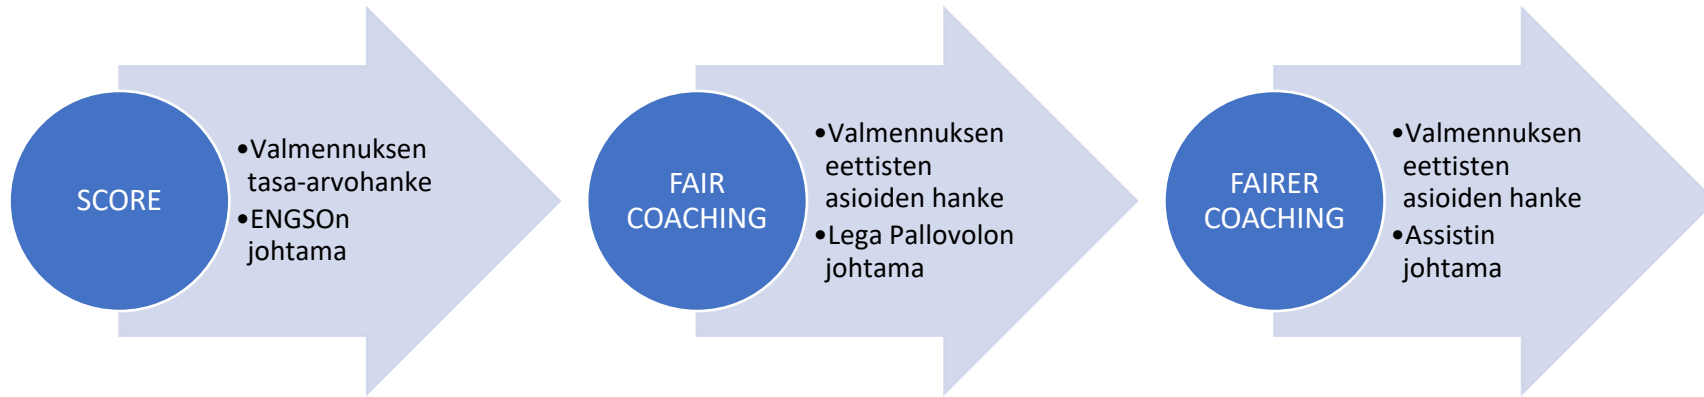 SCORE
•Valmennuksen
tasa-arvohanke
•ENGSOn
johtama
FAIR
COACHING
•Valmennuksen
eettisten
asioiden hanke
•Lega Pallovolon
johtama
FAIRER
COACHING
•Valmennuksen
eettisten
asioiden hanke
•Assistin
johtama